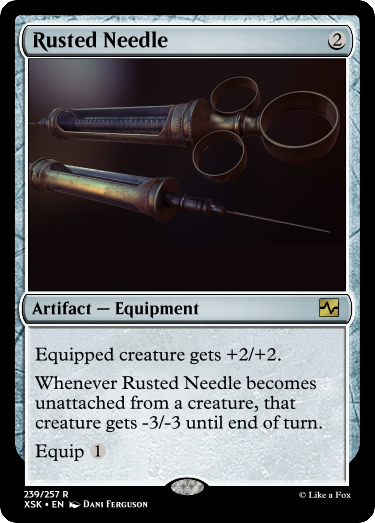 Rusted Needle 2
Artifact — Equipment
Equipped creature gets +2/+2.
Whenever Rusted Needle becomes
unattached from a creature, that
creature gets -3/-3 until end of turn.
Equip 1
239/257 R
XSK • EN Dani Ferguson
© Like a Fox